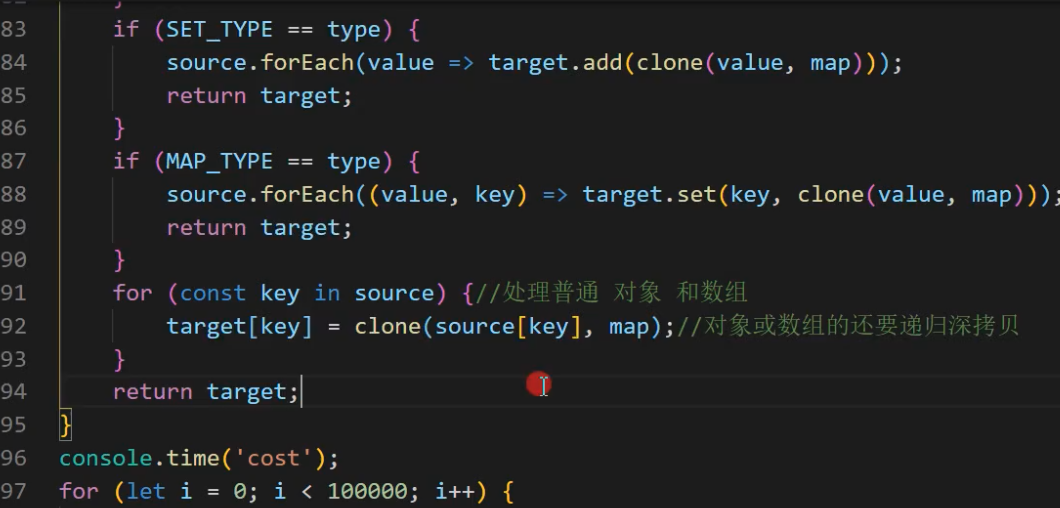 83 if (SET_TYPE == type) {
84 source.forEach(value => target.add(clone(value, map)));
85 return target;
86 }
87 if (MAP_TYPE == type) {
88 source.forEach((value, key) => target.set(key, clone(value, map)));
89 return target;
90 }
91 for (const key in source) {//处理普通 对象 和数组
92 target[key] = clone(source[key], map);//对象或数组的还要递归深拷贝
93 }
94 return target;
95 }
96 console.time('cost');
97 for (let i = 0; i < 100000; i++) {